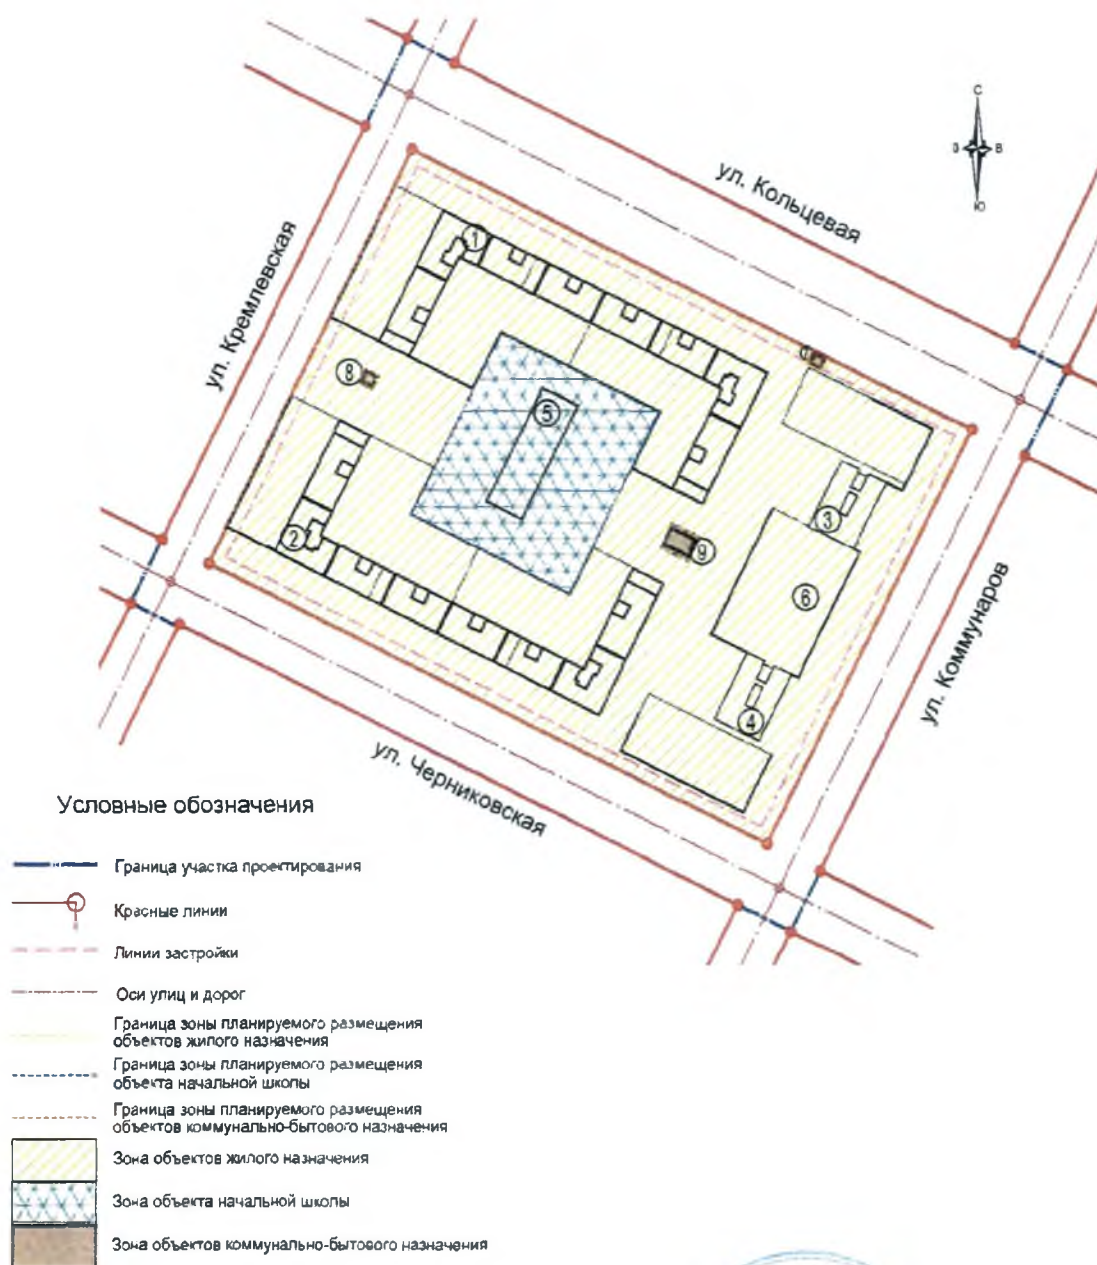 С
В
Ю
ул. Кольцевая
ул. Кремлевская
1
8
5
3
2
9
6
4
ул. Коммунаров
ул. Черниковская
Условные обозначения
Граница участка проектирования
Красные линии
Линии застройки
Оси улиц и дорог
Граница зоны планируемого размещения
объектов жилого назначения
Граница зоны планируемого размещения
объекта начальной школы
Граница зоны планируемого размещения
объектов коммунально-бытового назначения
Зона объектов жилого назначения
Зона объекта начальной школы
Зона объектов коммунально-бытового назначения